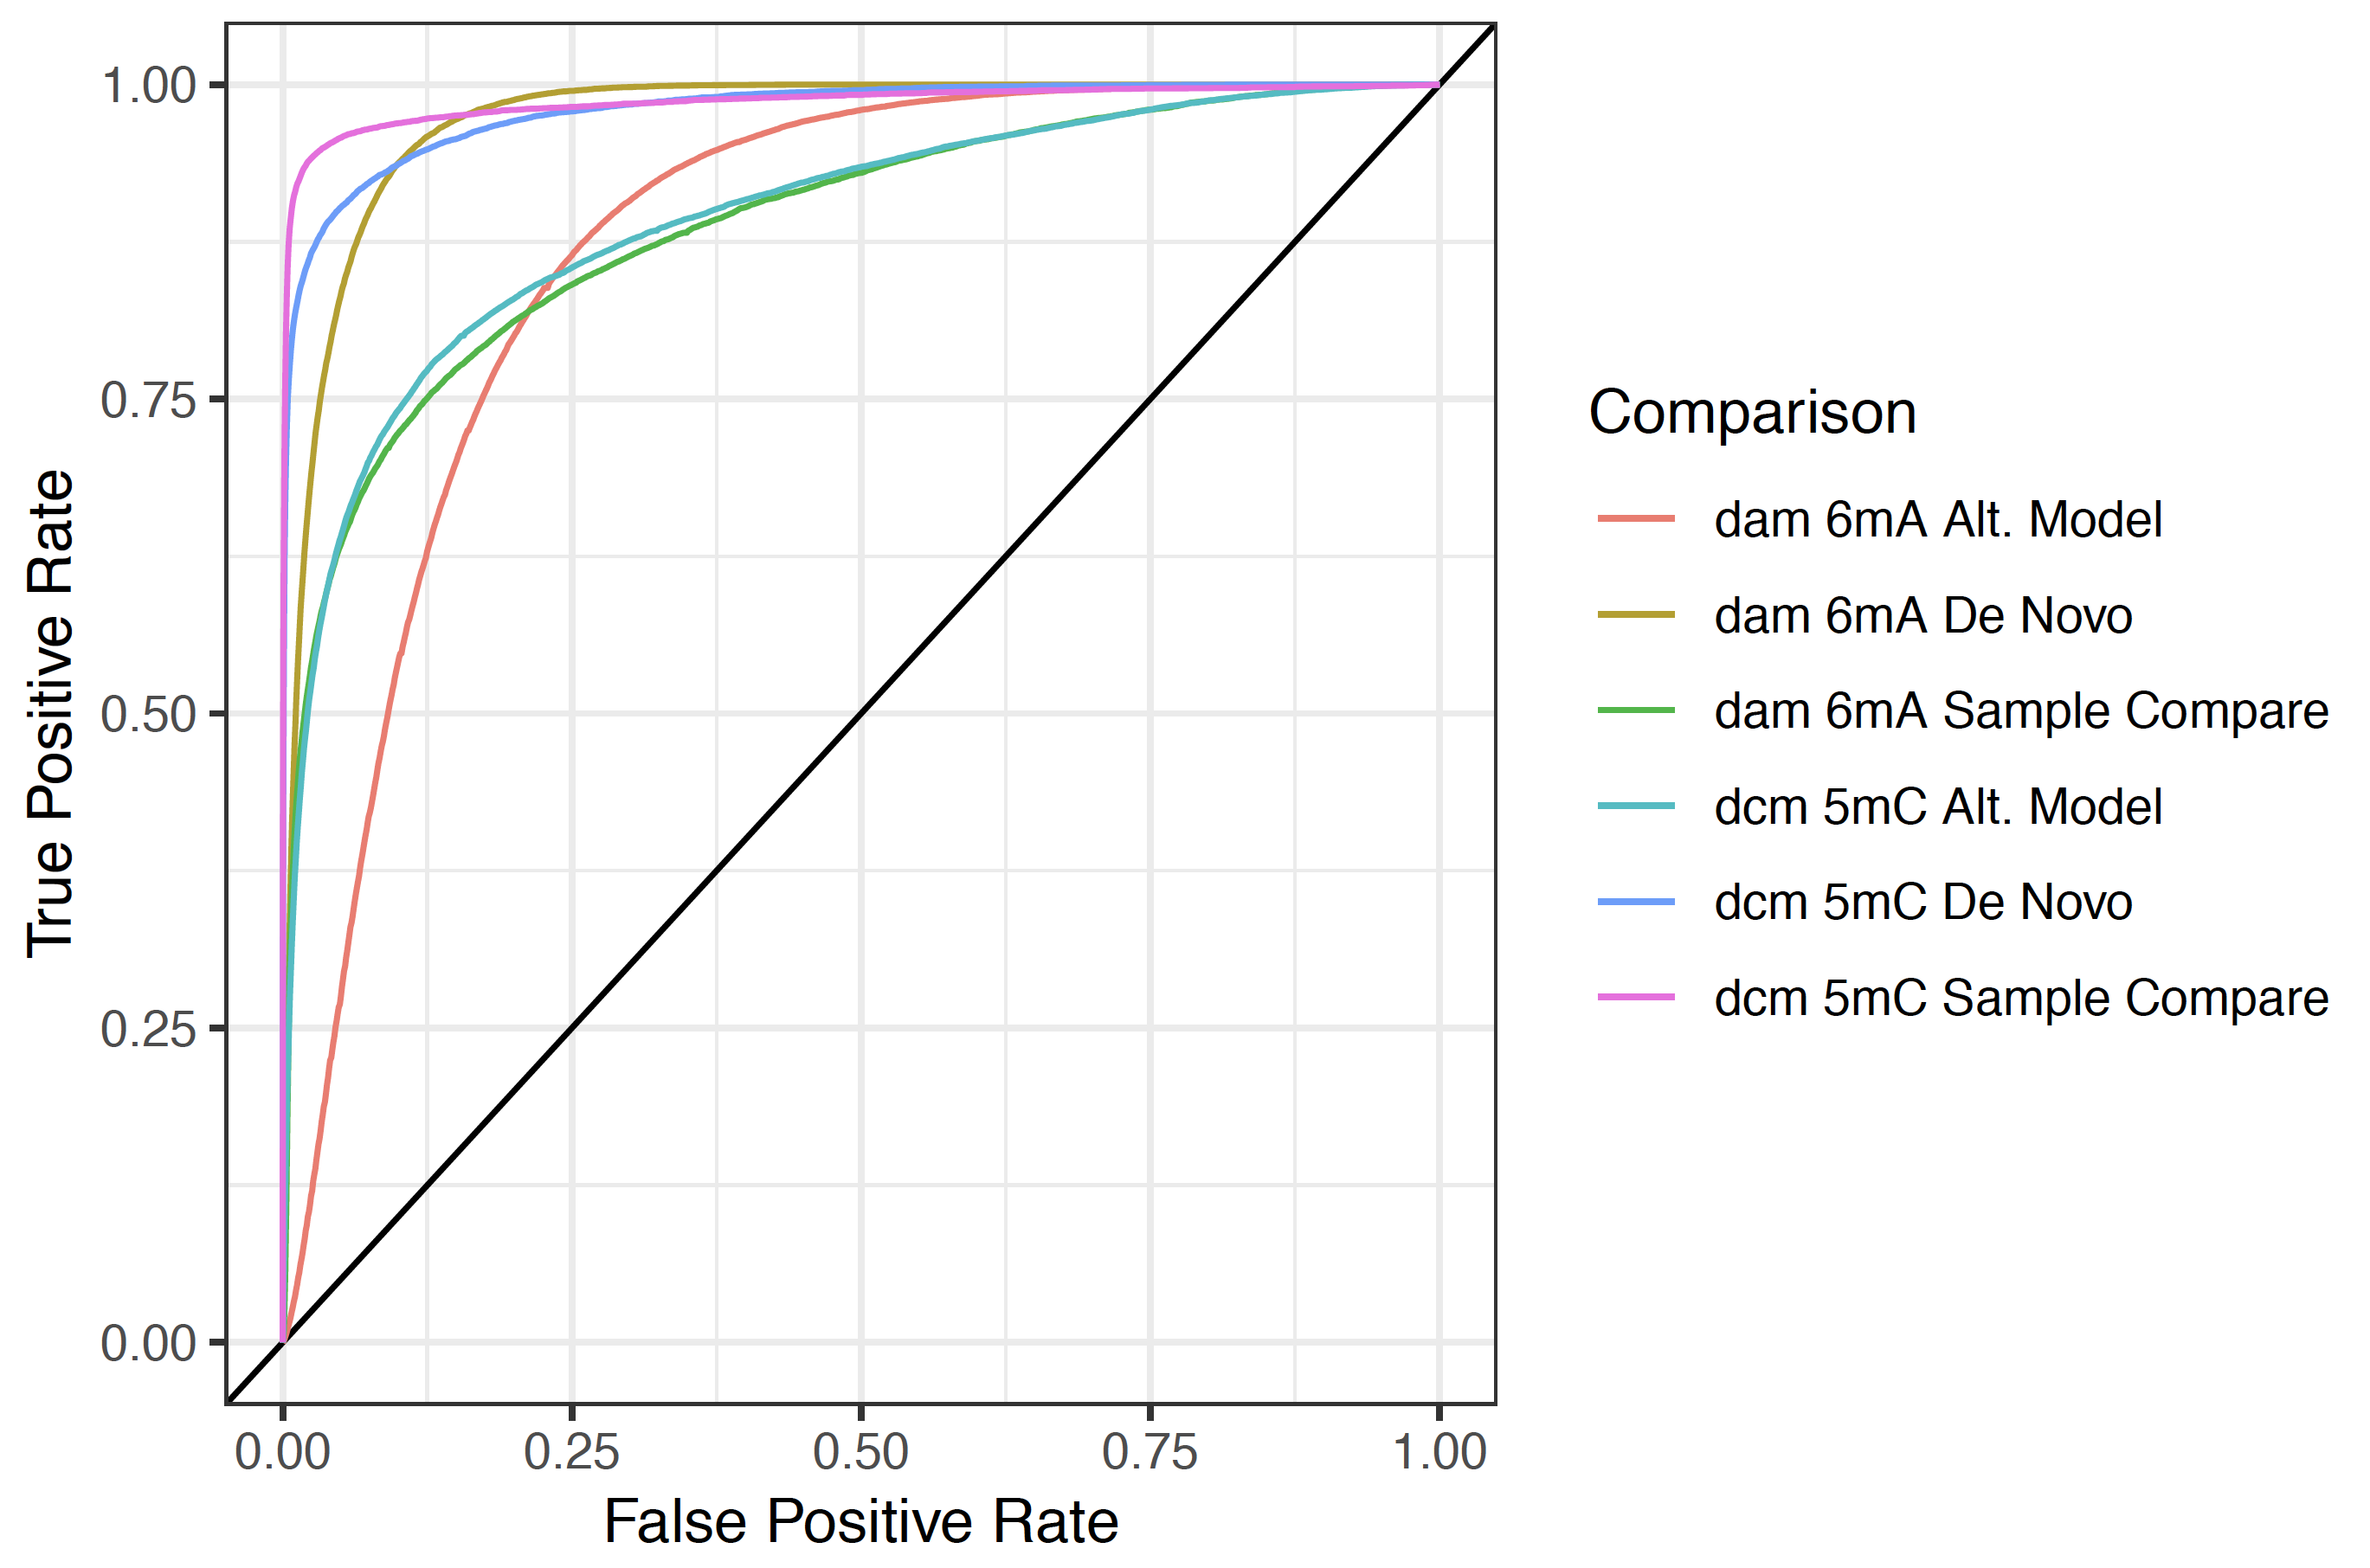 True Positive Rate
1.00
0.75
0.50
0.25
0.00
0.00 0.25 0.50 0.75 1.00
False Positive Rate
Comparison
dam 6mA Alt. Model
dam 6mA De Novo
dam 6mA Sample Compare
dcm 5mC Alt. Model
dcm 5mC De Novo
dcm 5mC Sample Compare